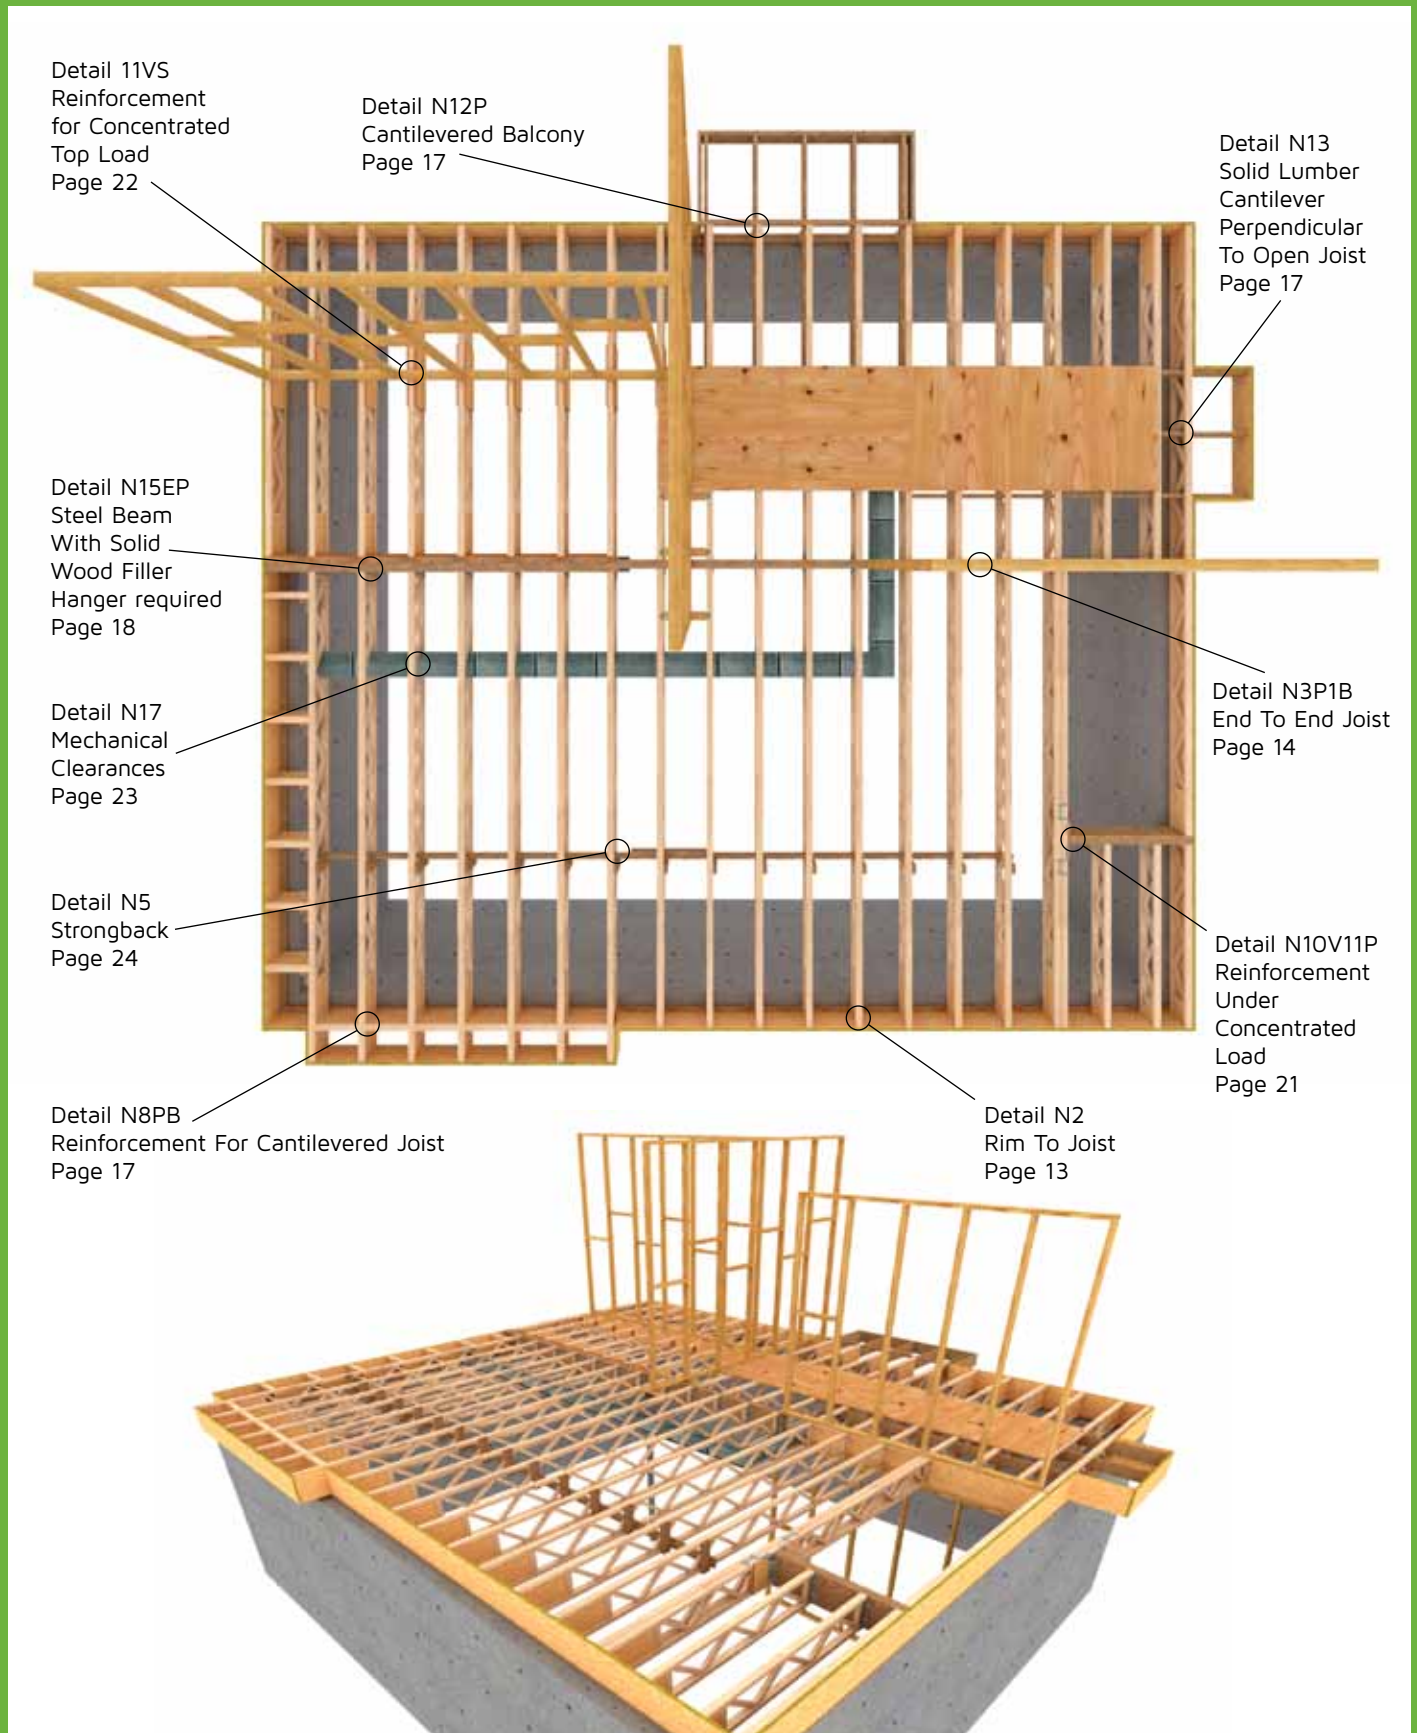 Detail 11VS
Reinforcement
for Concentrated
Top Load
Page 22
Detail N12P
Cantilevered Balcony
Page 17
Detail N13
Solid Lumber
Cantilever
Perpendicular
To Open Joist
Page 17
Detail N15EP
Steel Beam
With Solid
Wood Filler
Hanger required
Page 18
Detail N3P1B
End To End Joist
Page 14
Detail N17
Mechanical
Clearances
Page 23
Detail N5
Strongback
Page 24
Detail N10V11P
Reinforcement
Under
Concentrated
Load
Page 21
Detail N8PB
Reinforcement For Cantilevered Joist
Page 17
Detail N2
Rim To Joist
Page 13